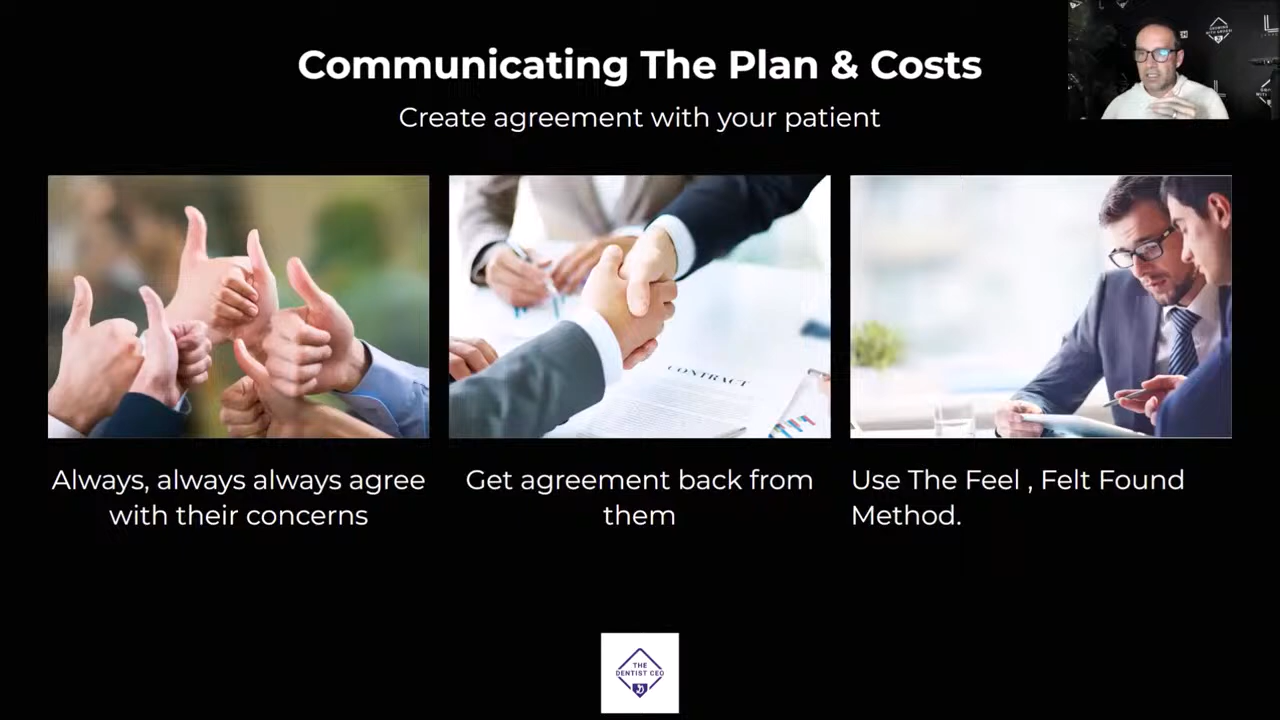 Communicating The Plan & Costs
Create agreement with your patient
CONTRACT
Always, always always agree
with their concerns
Get agreement back from
them
Use The Feel , Felt Found
Method.
THE
DENTIST CEO